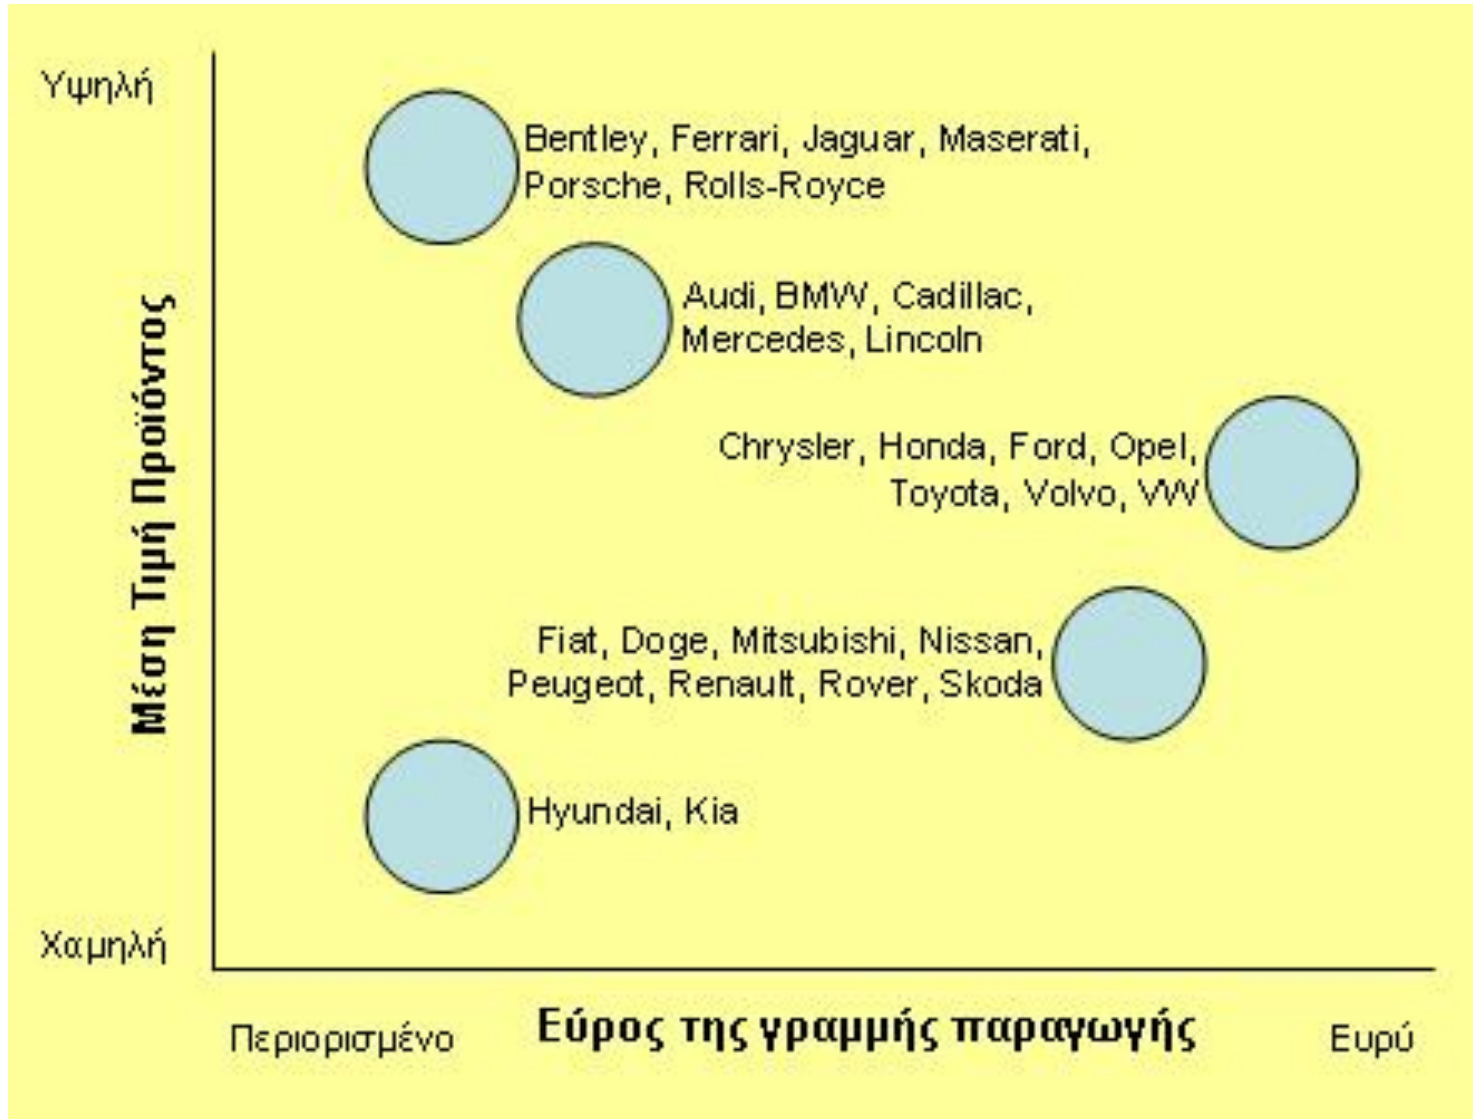 Υψηλή
Bentley, Ferrari, Jaguar, Maserati,
Porsche, Rolls-Royce
Audi, BMW, Cadillac,
Mercedes, Lincoln
Chrysler, Honda, Ford, Opel,
Toyota, Volvo, VW
Μέση Τιμή Προϊόντος
Fiat, Doge, Mitsubishi, Nissan,
Peugeot, Renault, Rover, Skoda
Hyundai, Kia
Χαμηλή
Περιορισμένο
Εύρος της γραμμής παραγωγής
Ευρύ